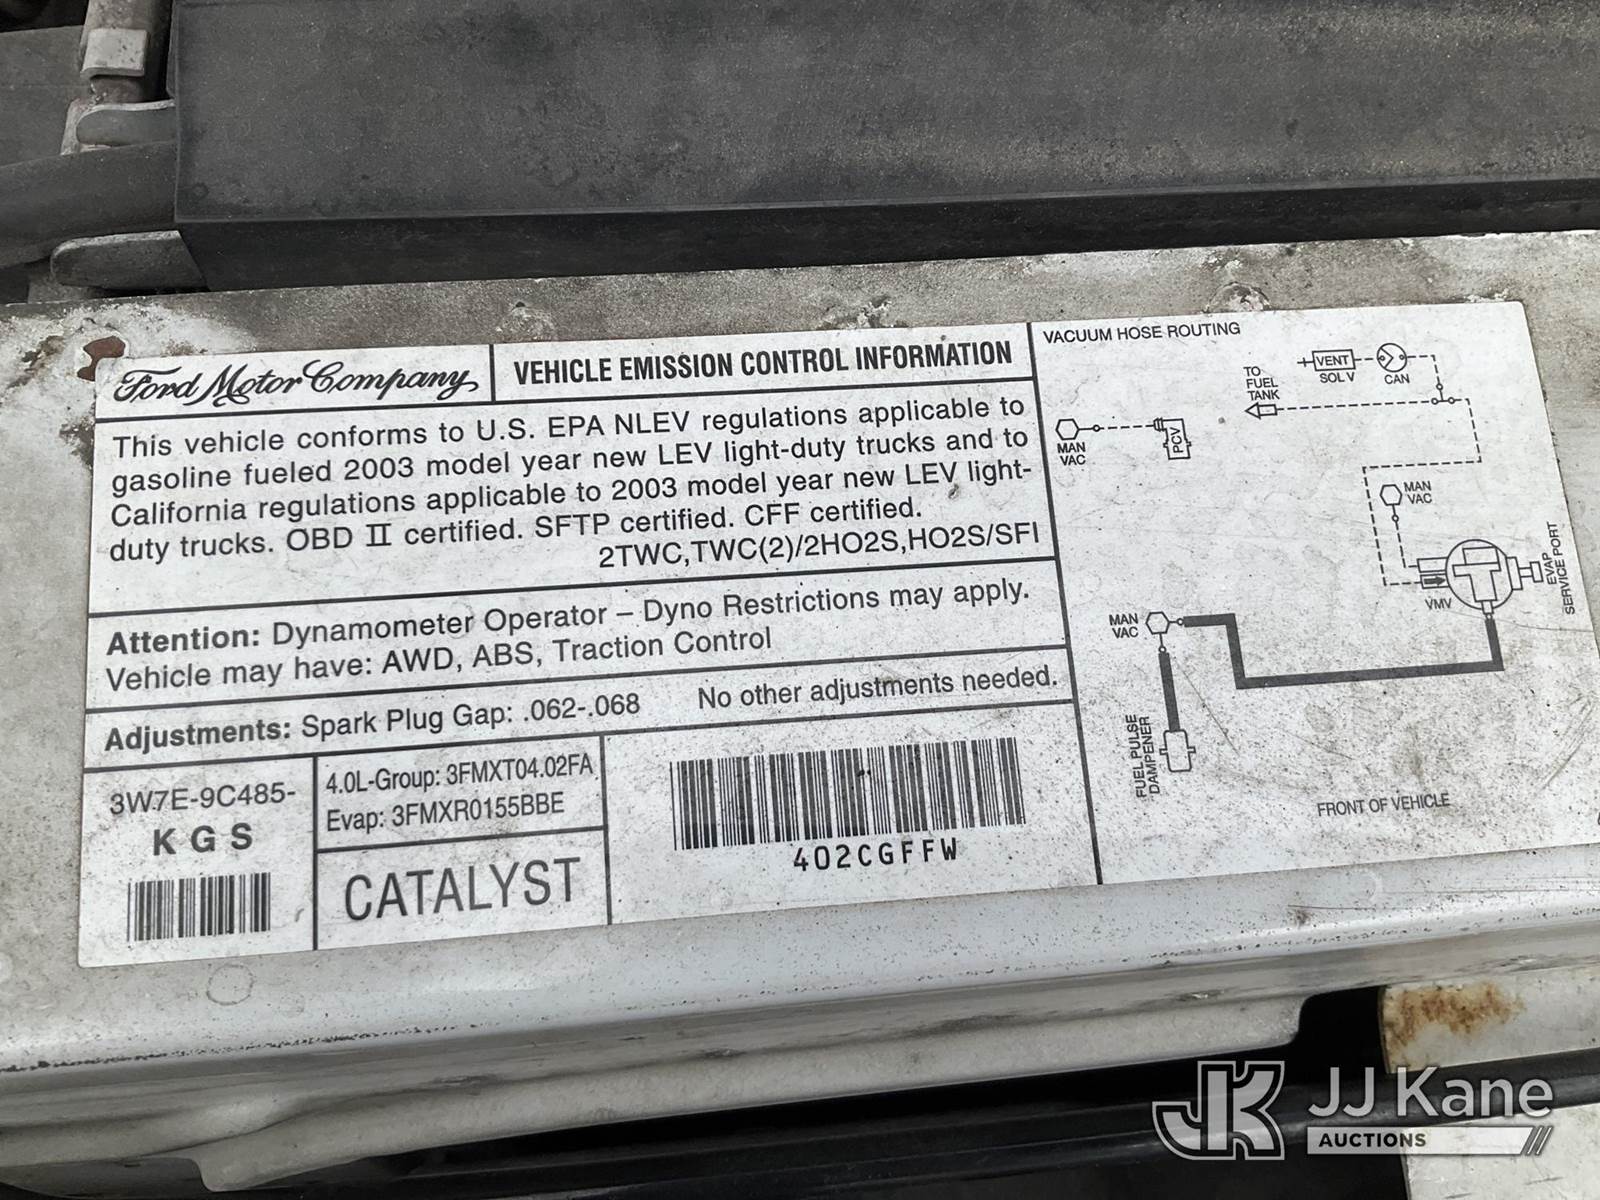 Ford Motor Company
VEHICLE EMISSION CONTROL INFORMATION
This vehicle conforms to U.S. EPA NLEV regulations applicable to
gasoline fueled 2003 model year new LEV light-duty trucks and to
California regulations applicable to 2003 model year new LEV light-
duty trucks. OBD II certified. SFTP certified. CFF certified.
2TWC,TWC(2)/2HO2S,HO2S/SFI
Attention: Dynamometer Operator – Dyno Restrictions may apply.
Vehicle may have: AWD, ABS, Traction Control
Adjustments: Spark Plug Gap: .062-.068 No other adjustments needed.
3W7E-9C485-
KGS
4.0L-Group: 3FMXT04.02FA
Evap: 3FMXR0155BBE
CATALYST
402CGFFW
VACUUM HOSE ROUTING
VENT
SOL V
CAN
TO
FUEL
TANK
MAN
VAC
PCV
MAN
VAC
VMV
EVAP
SERVICE PORT
MAN
VAC
FUEL PULSE
DAMPENER
FRONT OF VEHICLE
JK
JJ Kane
AUCTIONS